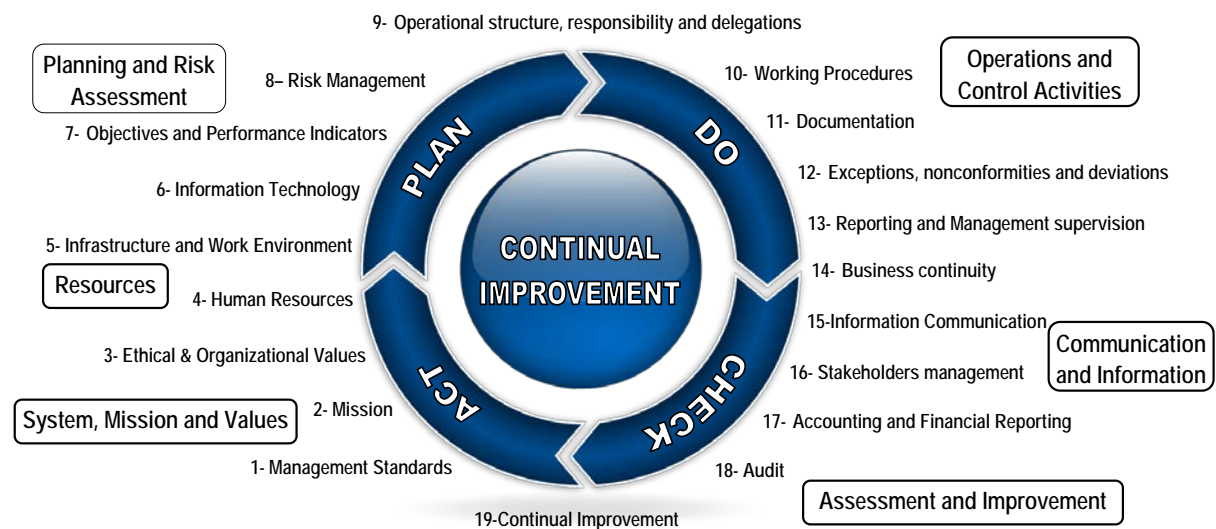 9- Operational structure, responsibility and delegations
Planning and Risk
Assessment
8– Risk Management
10- Working Procedures
Operations and
Control Activities
7- Objectives and Performance Indicators
11- Documentation
PLAN
DO
6- Information Technology
12- Exceptions, nonconformities and deviations
5- Infrastructure and Work Environment
13- Reporting and Management supervision
CONTINUAL
IMPROVEMENT
Resources
4- Human Resources
14- Business continuity
3- Ethical & Organizational Values
15-Information Communication
Communication
and Information
ACT
CHECK
16- Stakeholders management
System, Mission and Values
2- Mission
17- Accounting and Financial Reporting
1- Management Standards
18- Audit
Assessment and Improvement
19-Continual Improvement